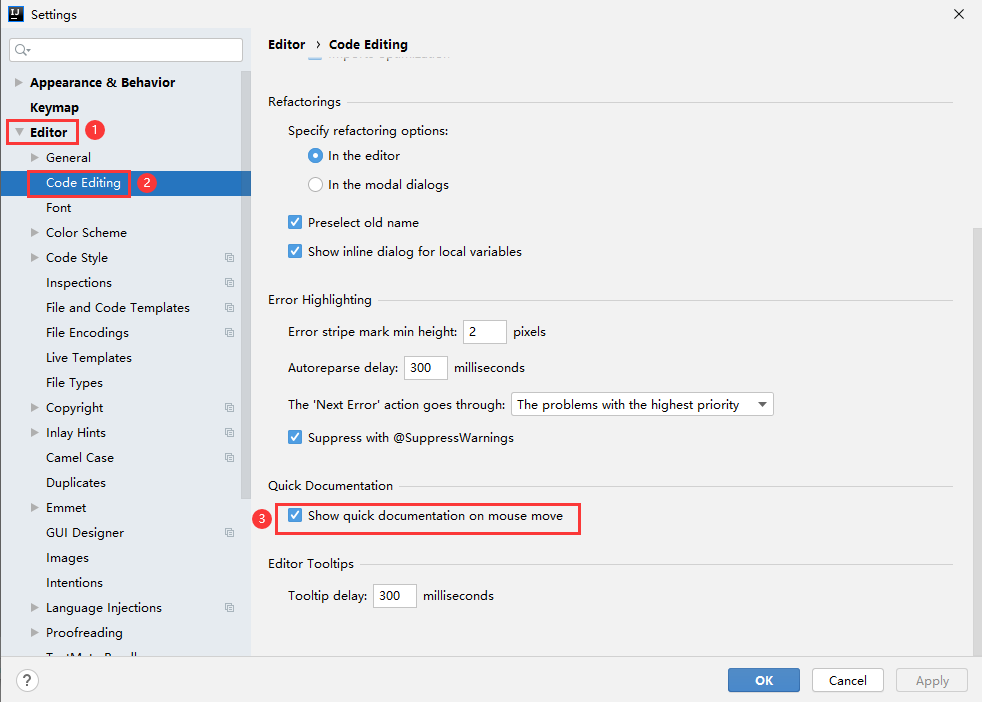 Settings
Appearance & Behavior
Keymap
Editor
1
General
Code Editing
2
Font
Color Scheme
Code Style
Inspections
File and Code Templates
File Encodings
Live Templates
File Types
Copyright
Inlay Hints
Camel Case
Duplicates
Emmet
GUI Designer
Images
Intentions
Language Injections
Proofreading
Editor › Code Editing
Refactorings
Specify refactoring options:
In the editor
In the modal dialogs
Preselect old name
Show inline dialog for local variables
Error Highlighting
Error stripe mark min height: 2 pixels
Autoreparse delay: 300 milliseconds
The 'Next Error' action goes through: The problems with the highest priority
Suppress with @SuppressWarnings
Quick Documentation
3
Show quick documentation on mouse move
Editor Tooltips
Tooltip delay: 300 milliseconds
?
OK
Cancel
Apply